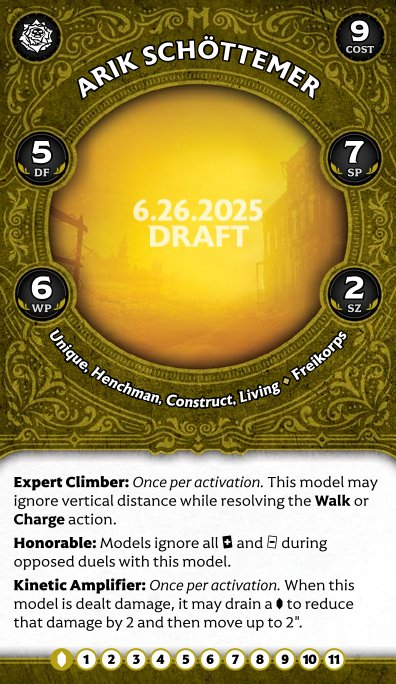 ARIK SCHÖTTEMER
9
COST
5
DF
7
SP
6.26.2025
DRAFT
6
WP
2
SZ
Unique, Henchman, Construct, Living ♦ Freikorps
Expert Climber: Once per activation. This model may
ignore vertical distance while resolving the Walk or
Charge action.
Honorable: Models ignore all and during
opposed duels with this model.
Kinetic Amplifier: Once per activation. When this
model is dealt damage, it may drain a to reduce
that damage by 2 and then move up to 2".
1 2 3 4 5 6 7 8 9 10 11